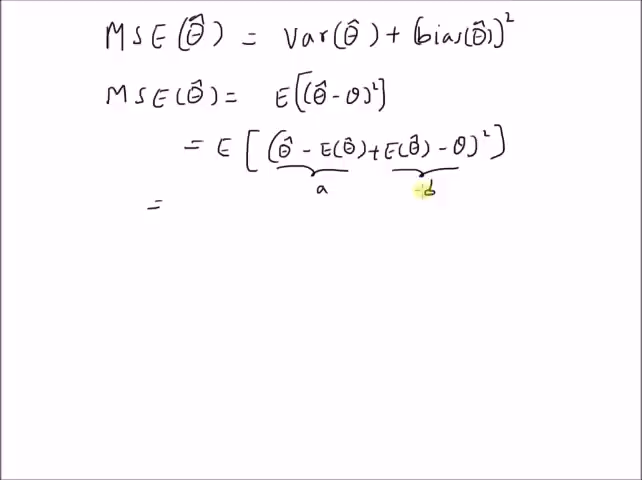 MSE(θ̂) = Var(θ̂) + (bias(θ̂))²
MSE(θ̂) = E[(θ̂ - θ)²]
= E[(θ̂ - E(θ̂) + E(θ̂) - θ)²]
a b
=